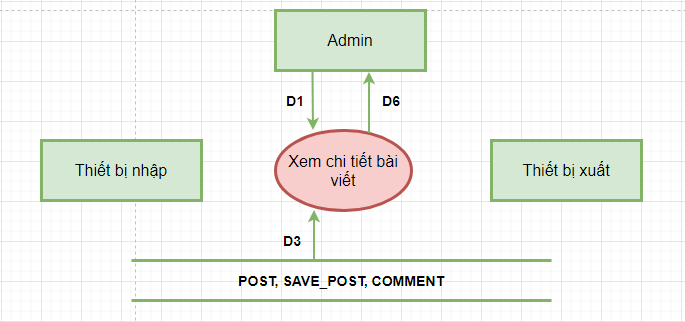 Admin
D1
D6
Thiết bị nhập
Xem chi tiết bài
viết
Thiết bị xuất
D3
POST, SAVE_POST, COMMENT